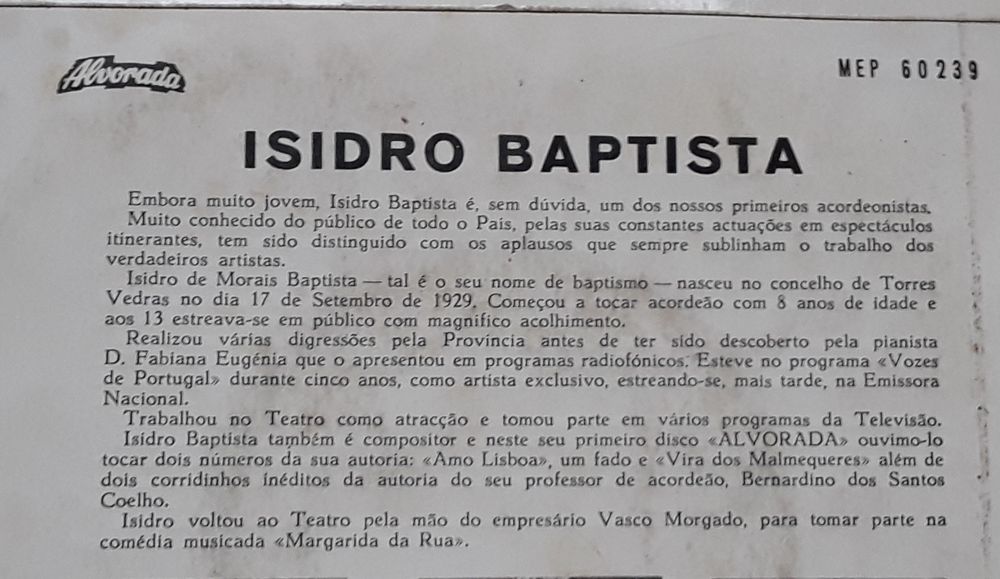 Alvorada
MEP 60239
ISIDRO BAPTISTA
Embora muito jovem, Isidro Baptista é, sem dúvida, um dos nossos primeiros acordeonistas.
Muito conhecido do público de todo o País, pelas suas constantes actuações em espectáculos
itinerantes, tem sido distinguido com os aplausos que sempre sublinham o trabalho dos
verdadeiros artistas.
Isidro de Morais Baptista — tal é o seu nome de baptismo — nasceu no concelho de Torres
Vedras no dia 17 de Setembro de 1929. Começou a tocar acordeão com 8 anos de idade e
aos 13 estreava-se em público com magnifico acolhimento.
Realizou várias digressões pela Província antes de ter sido descoberto pela pianista
D. Fabiana Eugénia que o apresentou em programas radiofónicos. Esteve no programa «Vozes
de Portugal» durante cinco anos, como artista exclusivo, estreando-se, mais tarde, na Emissora
Nacional.
Trabalhou no Teatro como atracção e tomou parte em vários programas da Televisão.
Isidro Baptista também é compositor e neste seu primeiro disco «ALVORADA» ouvimo-lo
tocar dois números da sua autoria: «Amo Lisboa», um fado e «Vira dos Malmequeres» além de
dois corridinhos inéditos da autoria do seu professor de acordeão, Bernardino dos Santos
Coelho.
Isidro voltou ao Teatro pela mão do empresário Vasco Morgado, para tomar parte na
comédia musicada «Margarida da Rua».